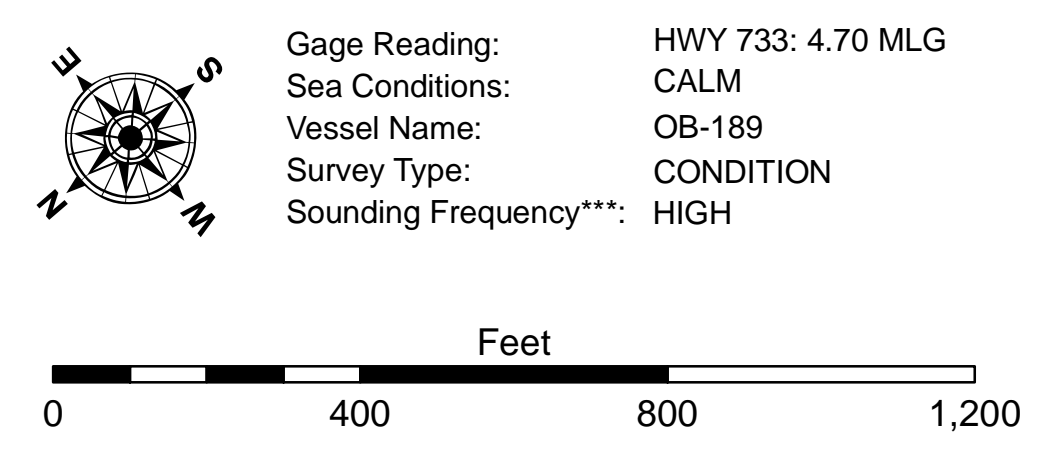 E S
N W
Gage Reading: HWY 733: 4.70 MLG
Sea Conditions: CALM
Vessel Name: OB-189
Survey Type: CONDITION
Sounding Frequency***: HIGH
Feet
0 400 800 1,200